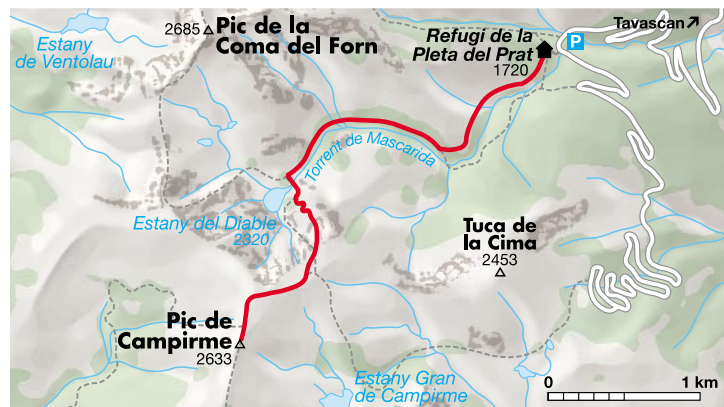 Tavascan
Estany
de Ventolau
2685
Pic de la
Coma del Forn
Refugi de la
Pleta del Prat
1720
P
Torrent de Mascarida
Estany del Diable
2320
Tuca de
la Cima
2453
Pic de
Campirme
2633
Estany Gran
de Campirme
0 1 km